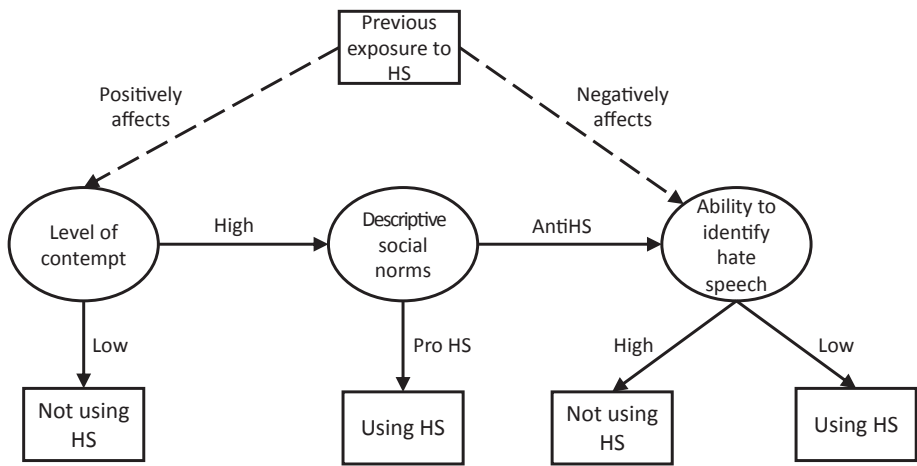 Previous
exposure to
HS
Positively
affects
Negatively
affects
Level of
contempt
High
Descriptive
social
norms
AntiHS
Ability to
identify
hate
speech
Low
Pro HS
High
Low
Not using
HS
Using HS
Not using
HS
Using HS